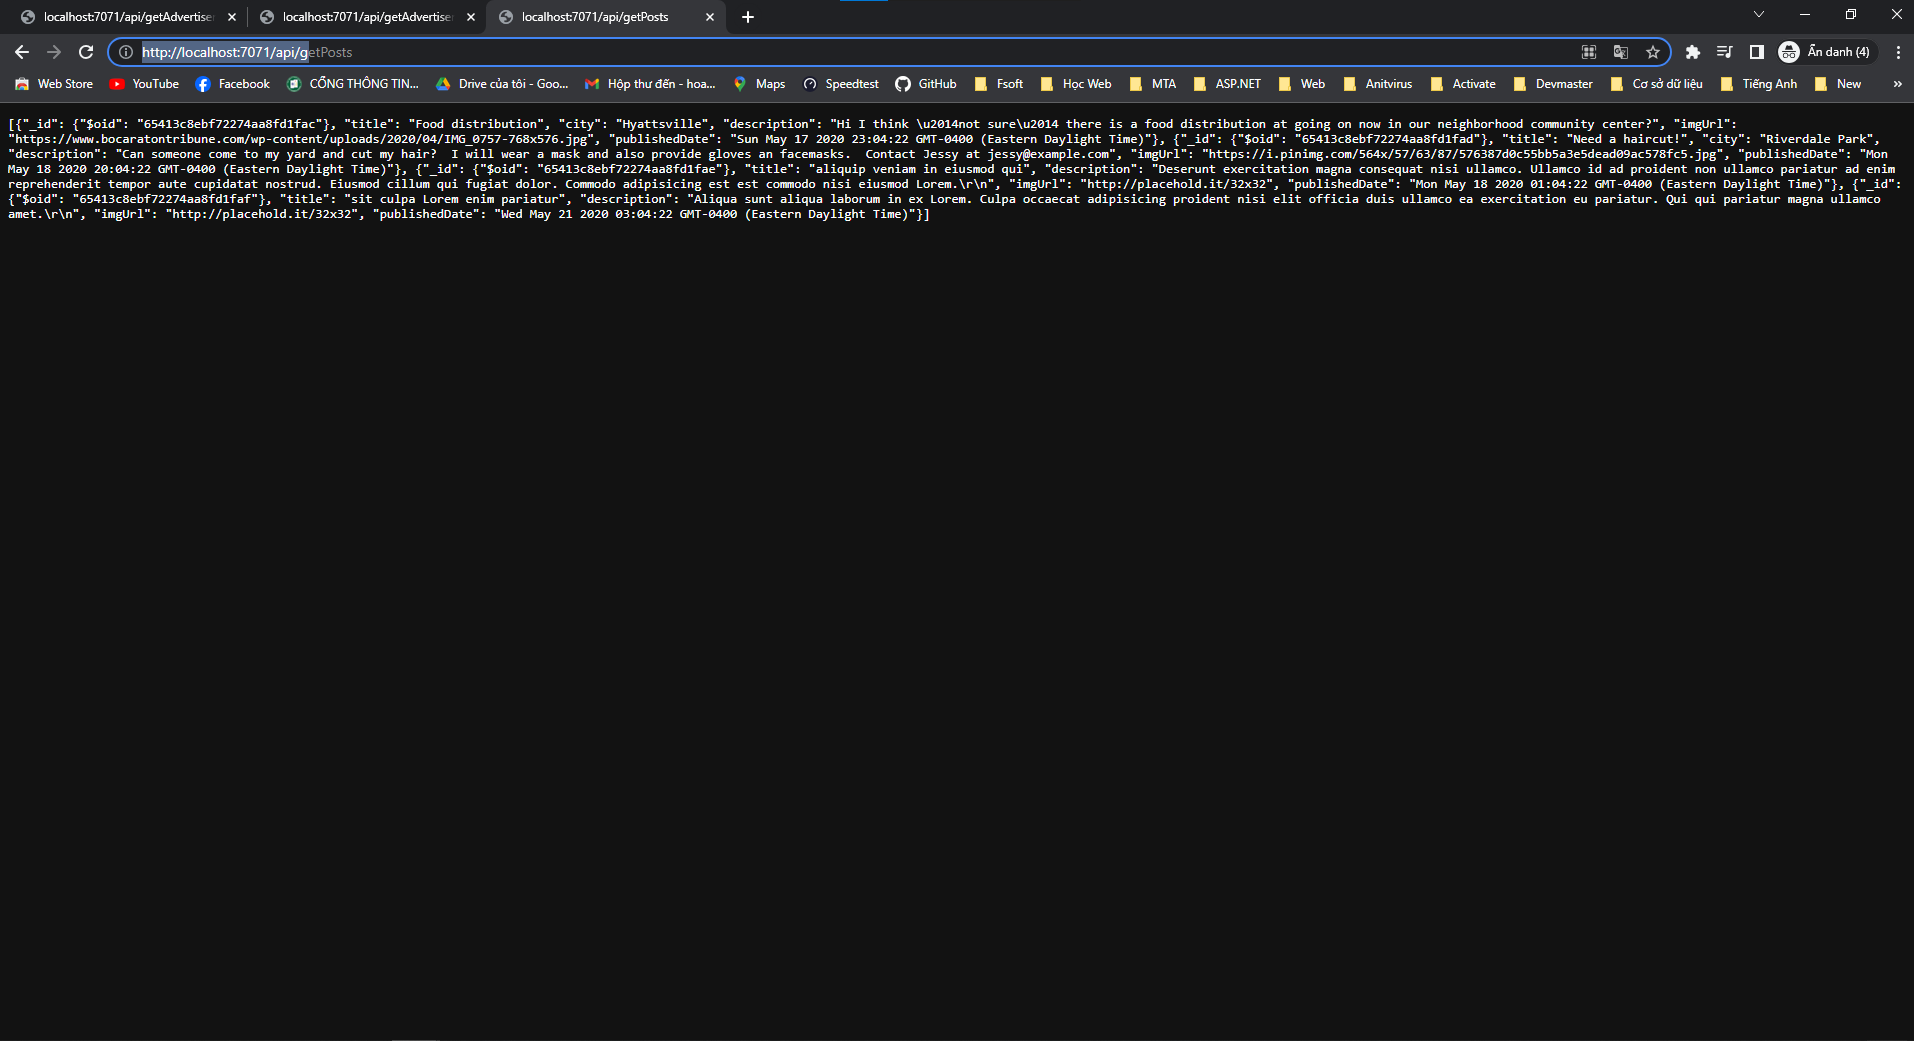 localhost:7071/api/getAdvertise
localhost:7071/api/getAdvertise
localhost:7071/api/getPosts
http://localhost:7071/api/getPosts
Ẩn danh (4)
Web Store
YouTube
Facebook
CỔNG THÔNG TIN...
Drive của tôi - Goo...
Hộp thư đến - hoa...
Maps
Speedtest
GitHub
Fsoft
Học Web
MTA
ASP.NET
Web
Anitvirus
Activate
Devmaster
Cơ sở dữ liệu
Tiếng Anh
New
»
[{"_id": {"$oid": "65413c8ebf72274aa8fd1fac"}, "title": "Food distribution", "city": "Hyattsville", "description": "Hi I think \u2014not sure\u2014 there is a food distribution at going on now in our neighborhood community center?", "imgUrl":
"https://www.bocaratontribune.com/wp-content/uploads/2020/04/IMG_0757-768x576.jpg", "publishedDate": "Sun May 17 2020 23:04:22 GMT-0400 (Eastern Daylight Time)"}, {"_id": {"$oid": "65413c8ebf72274aa8fd1fad"}, "title": "Need a haircut!", "city": "Riverdale Park",
"description": "Can someone come to my yard and cut my hair?  I will wear a mask and also provide gloves an facemasks.  Contact Jessy at jessy@example.com", "imgUrl": "https://i.pinimg.com/564x/57/63/87/576387d0c55bb5a3e5dead09ac578fc5.jpg", "publishedDate": "Mon
May 18 2020 20:04:22 GMT-0400 (Eastern Daylight Time)"}, {"_id": {"$oid": "65413c8ebf72274aa8fd1fae"}, "title": "aliquip veniam in eiusmod qui", "description": "Deserunt exercitation magna consequat nisi ullamco. Ullamco id ad proident non ullamco pariatur ad enim
reprehenderit tempor aute cupidatat nostrud. Eiusmod cillum qui fugiat dolor. Commodo adipisicing est est commodo nisi eiusmod Lorem.\r\n", "imgUrl": "http://placehold.it/32x32", "publishedDate": "Mon May 18 2020 01:04:22 GMT-0400 (Eastern Daylight Time)"}, {"_id":
{"$oid": "65413c8ebf72274aa8fd1faf"}, "title": "sit culpa Lorem enim pariatur", "description": "Aliqua sunt aliqua laborum in ex Lorem. Culpa occaecat adipisicing proident nisi elit officia duis ullamco ea exercitation eu pariatur. Qui qui pariatur magna ullamco
amet.\r\n", "imgUrl": "http://placehold.it/32x32", "publishedDate": "Wed May 21 2020 03:04:22 GMT-0400 (Eastern Daylight Time)"}]